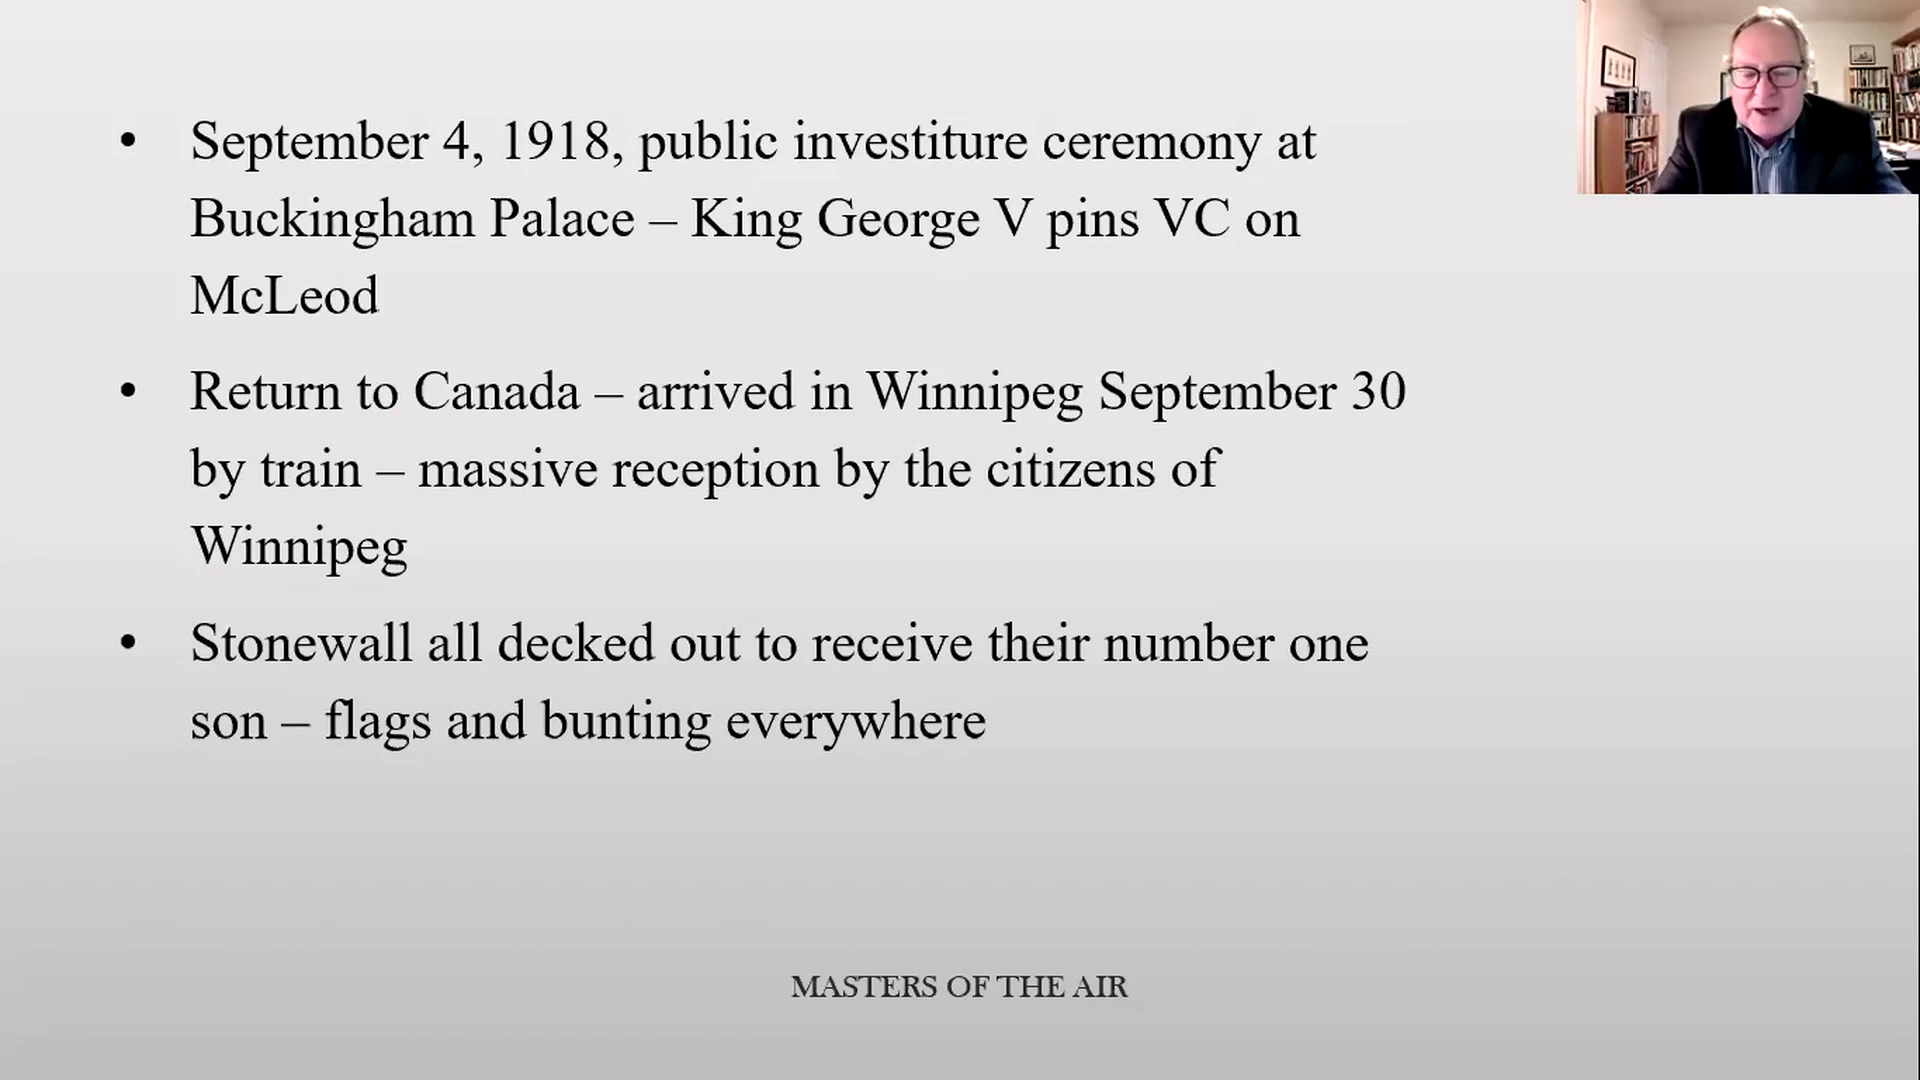 • September 4, 1918, public investiture ceremony at
Buckingham Palace – King George V pins VC on
McLeod
• Return to Canada – arrived in Winnipeg September 30
by train – massive reception by the citizens of
Winnipeg
• Stonewall all decked out to receive their number one
son – flags and bunting everywhere
MASTERS OF THE AIR